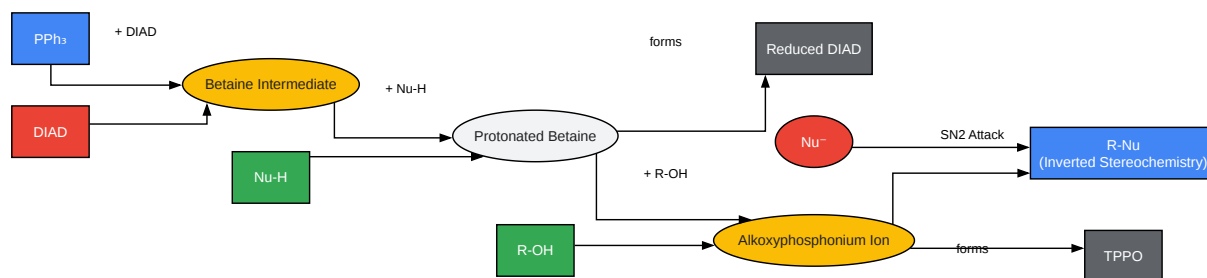 PPh₃
+ DIAD
forms
Reduced DIAD
Betaine Intermediate
+ Nu-H
DIAD
Protonated Betaine
Nu⁻
SN2 Attack
R-Nu
(Inverted Stereochemistry)
Nu-H
+ R-OH
R-OH
Alkoxyphosphonium Ion
forms
TPPO